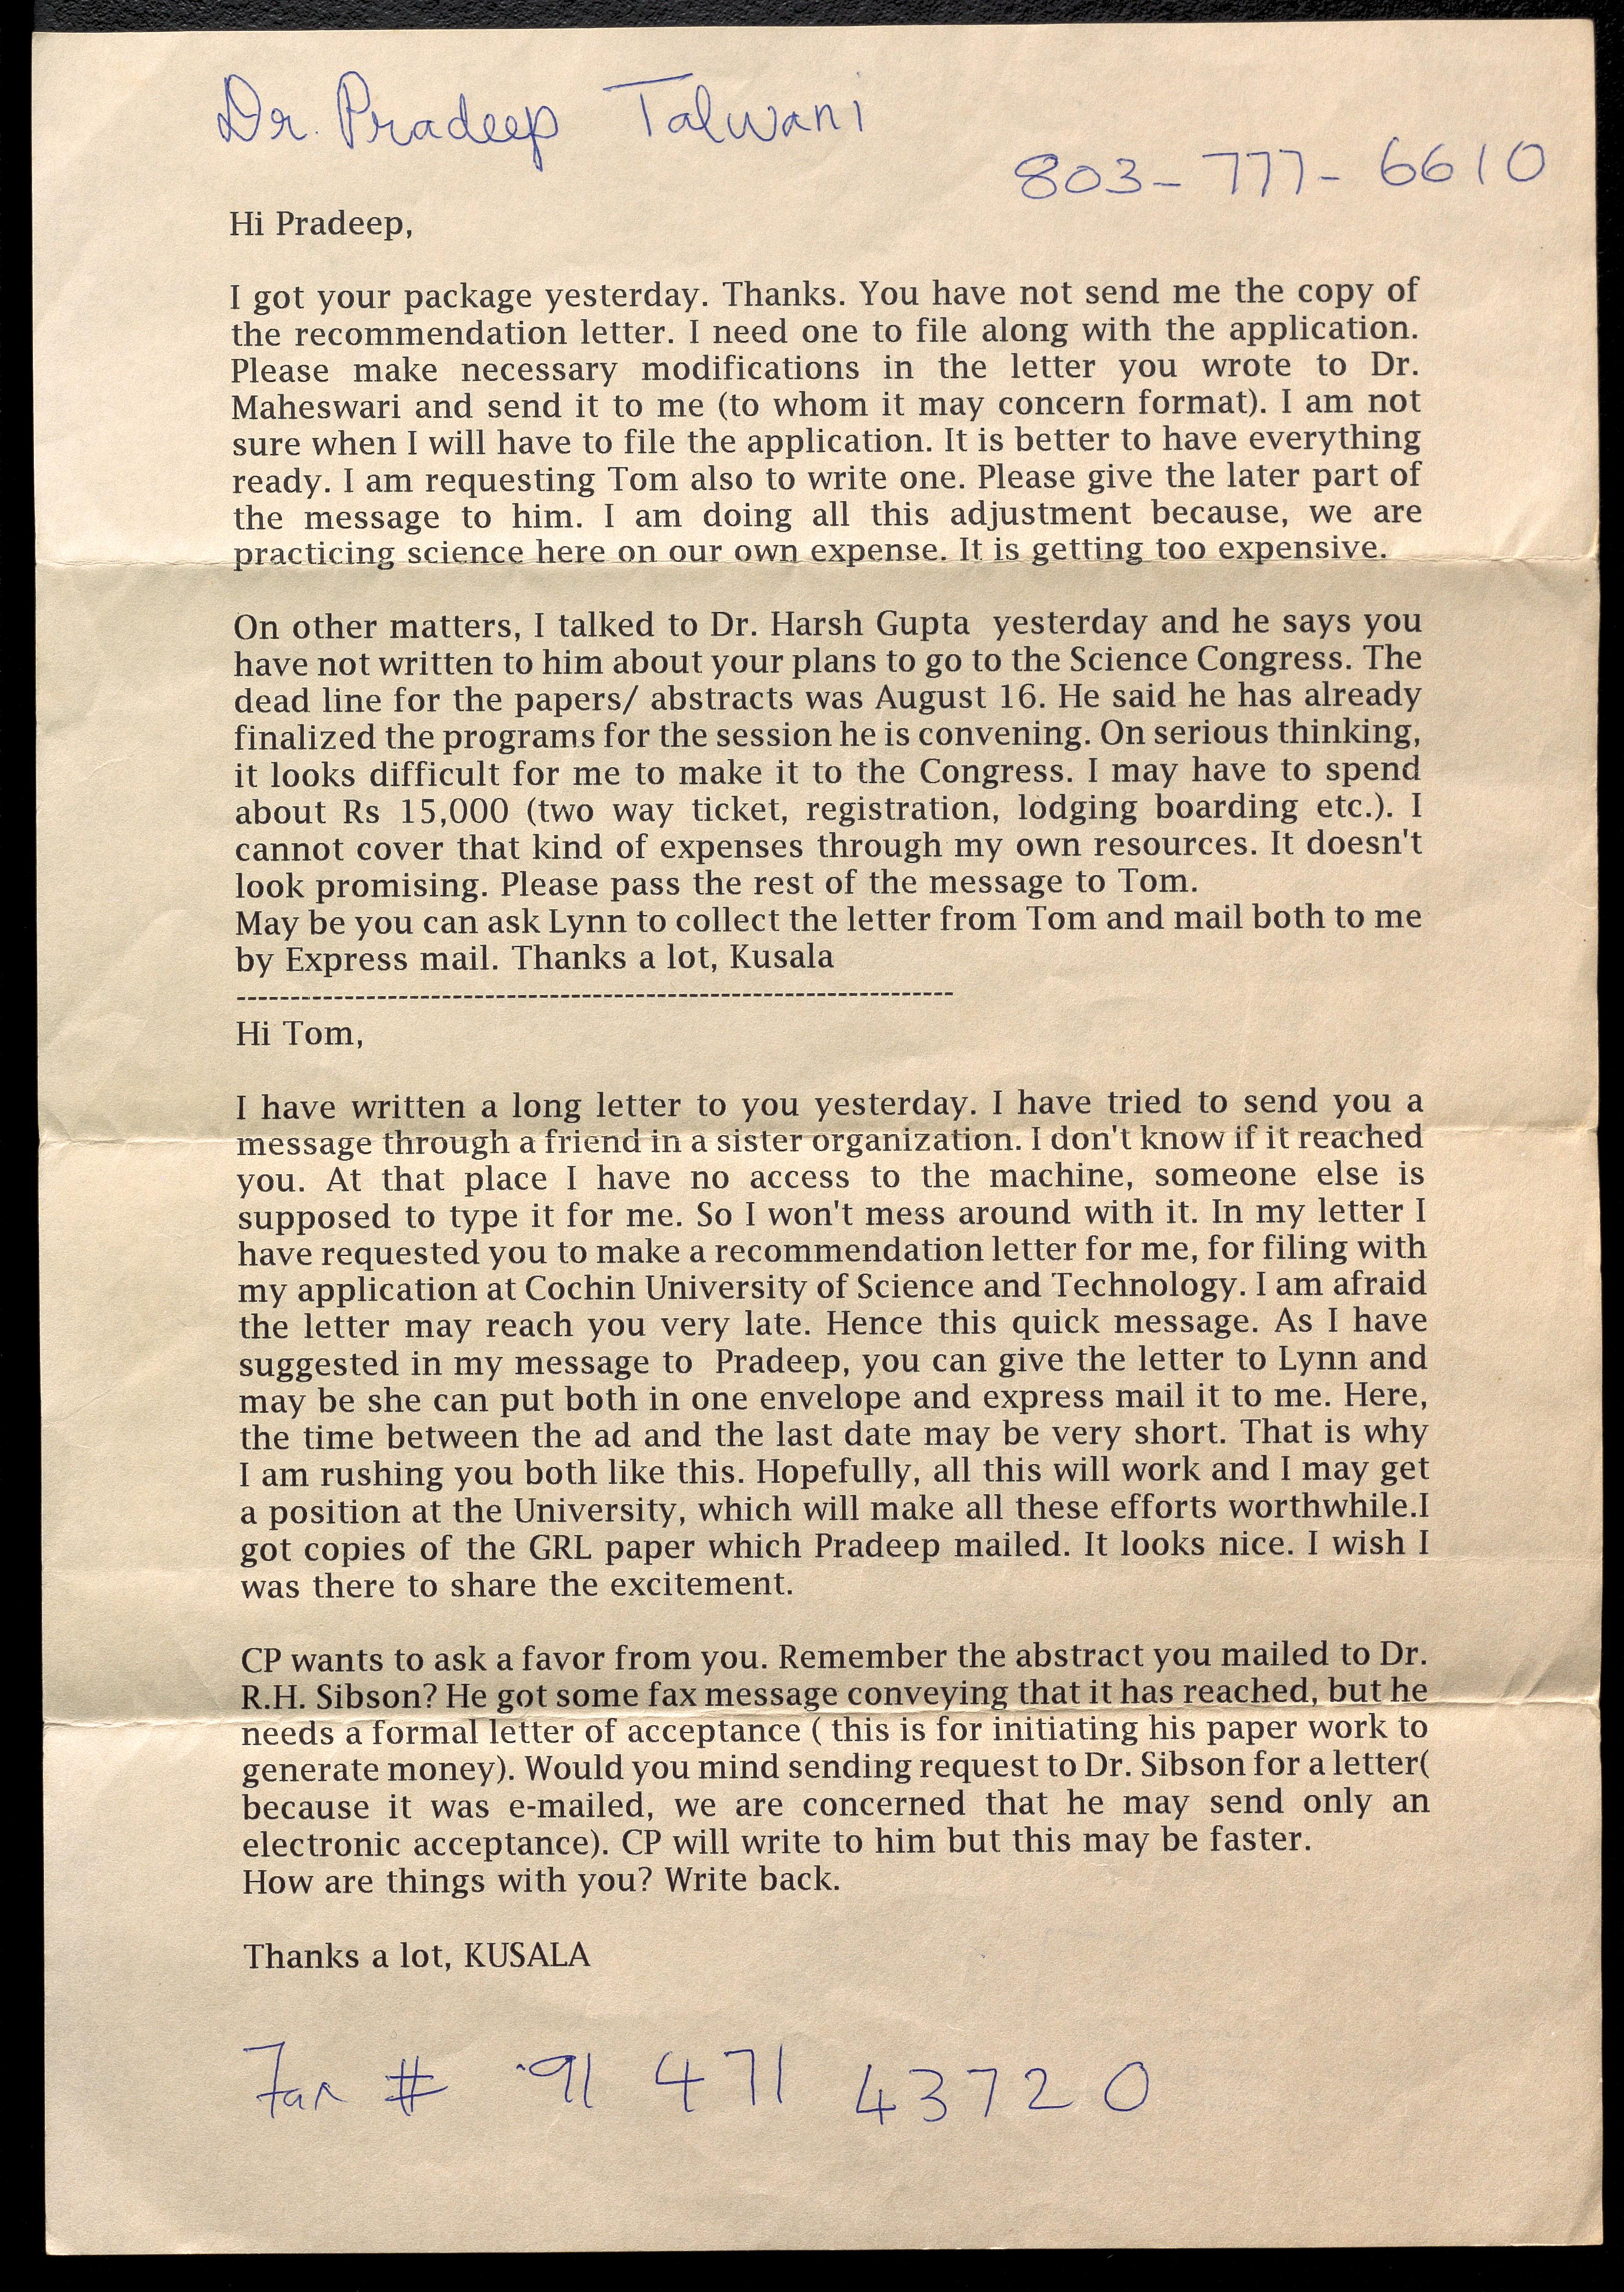 Dr. Pradeep Talwani
803-777-6610
Hi Pradeep,
I got your package yesterday. Thanks. You have not send me the copy of
the recommendation letter. I need one to file along with the application.
Please make necessary modifications in the letter you wrote to Dr.
Maheswari and send it to me (to whom it may concern format). I am not
sure when I will have to file the application. It is better to have everything
ready. I am requesting Tom also to write one. Please give the later part of
the message to him. I am doing all this adjustment because, we are
practicing science here on our own expense. It is getting too expensive.
On other matters, I talked to Dr. Harsh Gupta yesterday and he says you
have not written to him about your plans to go to the Science Congress. The
dead line for the papers/ abstracts was August 16. He said he has already
finalized the programs for the session he is convening. On serious thinking,
it looks difficult for me to make it to the Congress. I may have to spend
about Rs 15,000 (two way ticket, registration, lodging boarding etc.). I
cannot cover that kind of expenses through my own resources. It doesn't
look promising. Please pass the rest of the message to Tom.
May be you can ask Lynn to collect the letter from Tom and mail both to me
by Express mail. Thanks a lot, Kusala
------------------------------------------------------------------
Hi Tom,
I have written a long letter to you yesterday. I have tried to send you a
message through a friend in a sister organization. I don't know if it reached
you. At that place I have no access to the machine, someone else is
supposed to type it for me. So I won't mess around with it. In my letter I
have requested you to make a recommendation letter for me, for filing with
my application at Cochin University of Science and Technology. I am afraid
the letter may reach you very late. Hence this quick message. As I have
suggested in my message to Pradeep, you can give the letter to Lynn and
may be she can put both in one envelope and express mail it to me. Here,
the time between the ad and the last date may be very short. That is why
I am rushing you both like this. Hopefully, all this will work and I may get
a position at the University, which will make all these efforts worthwhile.I
got copies of the GRL paper which Pradeep mailed. It looks nice. I wish I
was there to share the excitement.
CP wants to ask a favor from you. Remember the abstract you mailed to Dr.
R.H. Sibson? He got some fax message conveying that it has reached, but he
needs a formal letter of acceptance ( this is for initiating his paper work to
generate money). Would you mind sending request to Dr. Sibson for a letter(
because it was e-mailed, we are concerned that he may send only an
electronic acceptance). CP will write to him but this may be faster.
How are things with you? Write back.
Thanks a lot, KUSALA
Fax # 91 471 43720